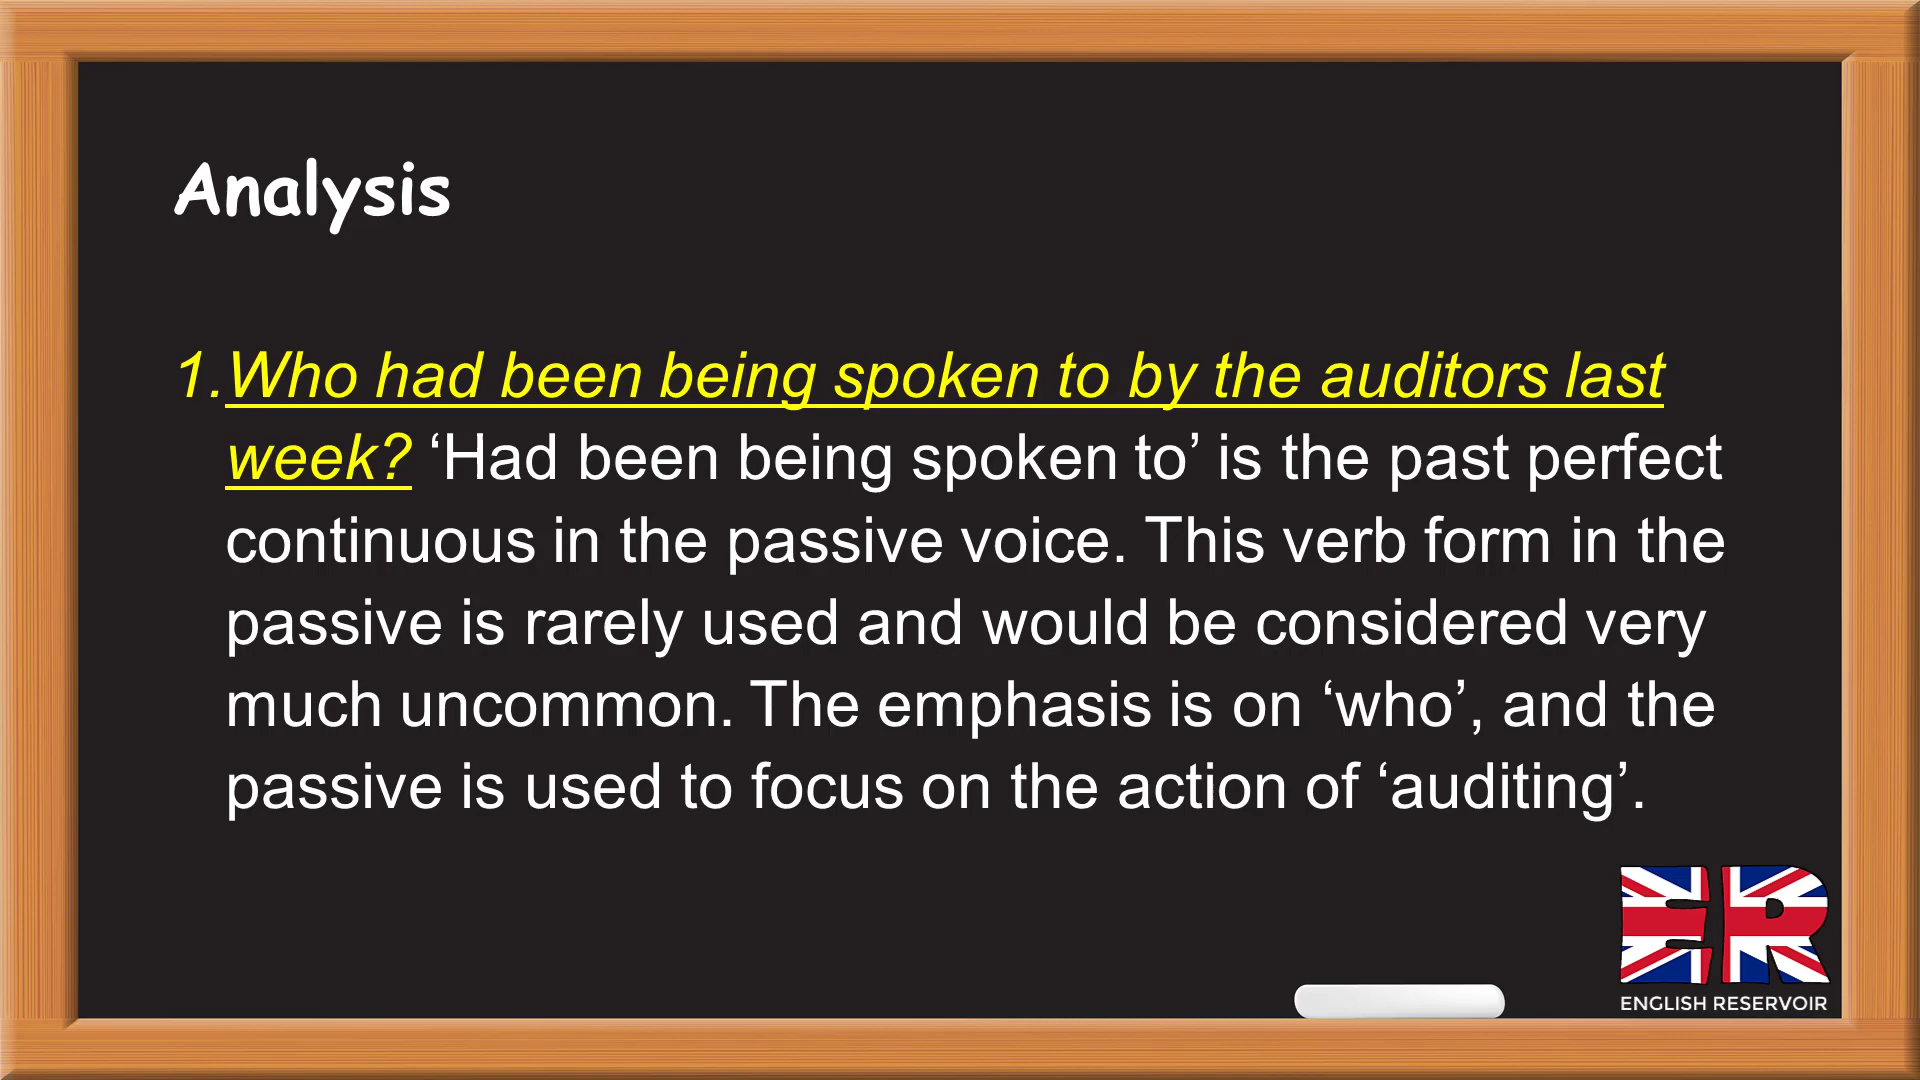 Analysis
1.Who had been being spoken to by the auditors last
week? ‘Had been being spoken to’ is the past perfect
continuous in the passive voice. This verb form in the
passive is rarely used and would be considered very
much uncommon. The emphasis is on ‘who’, and the
passive is used to focus on the action of ‘auditing’.
ER
ENGLISH RESERVOIR